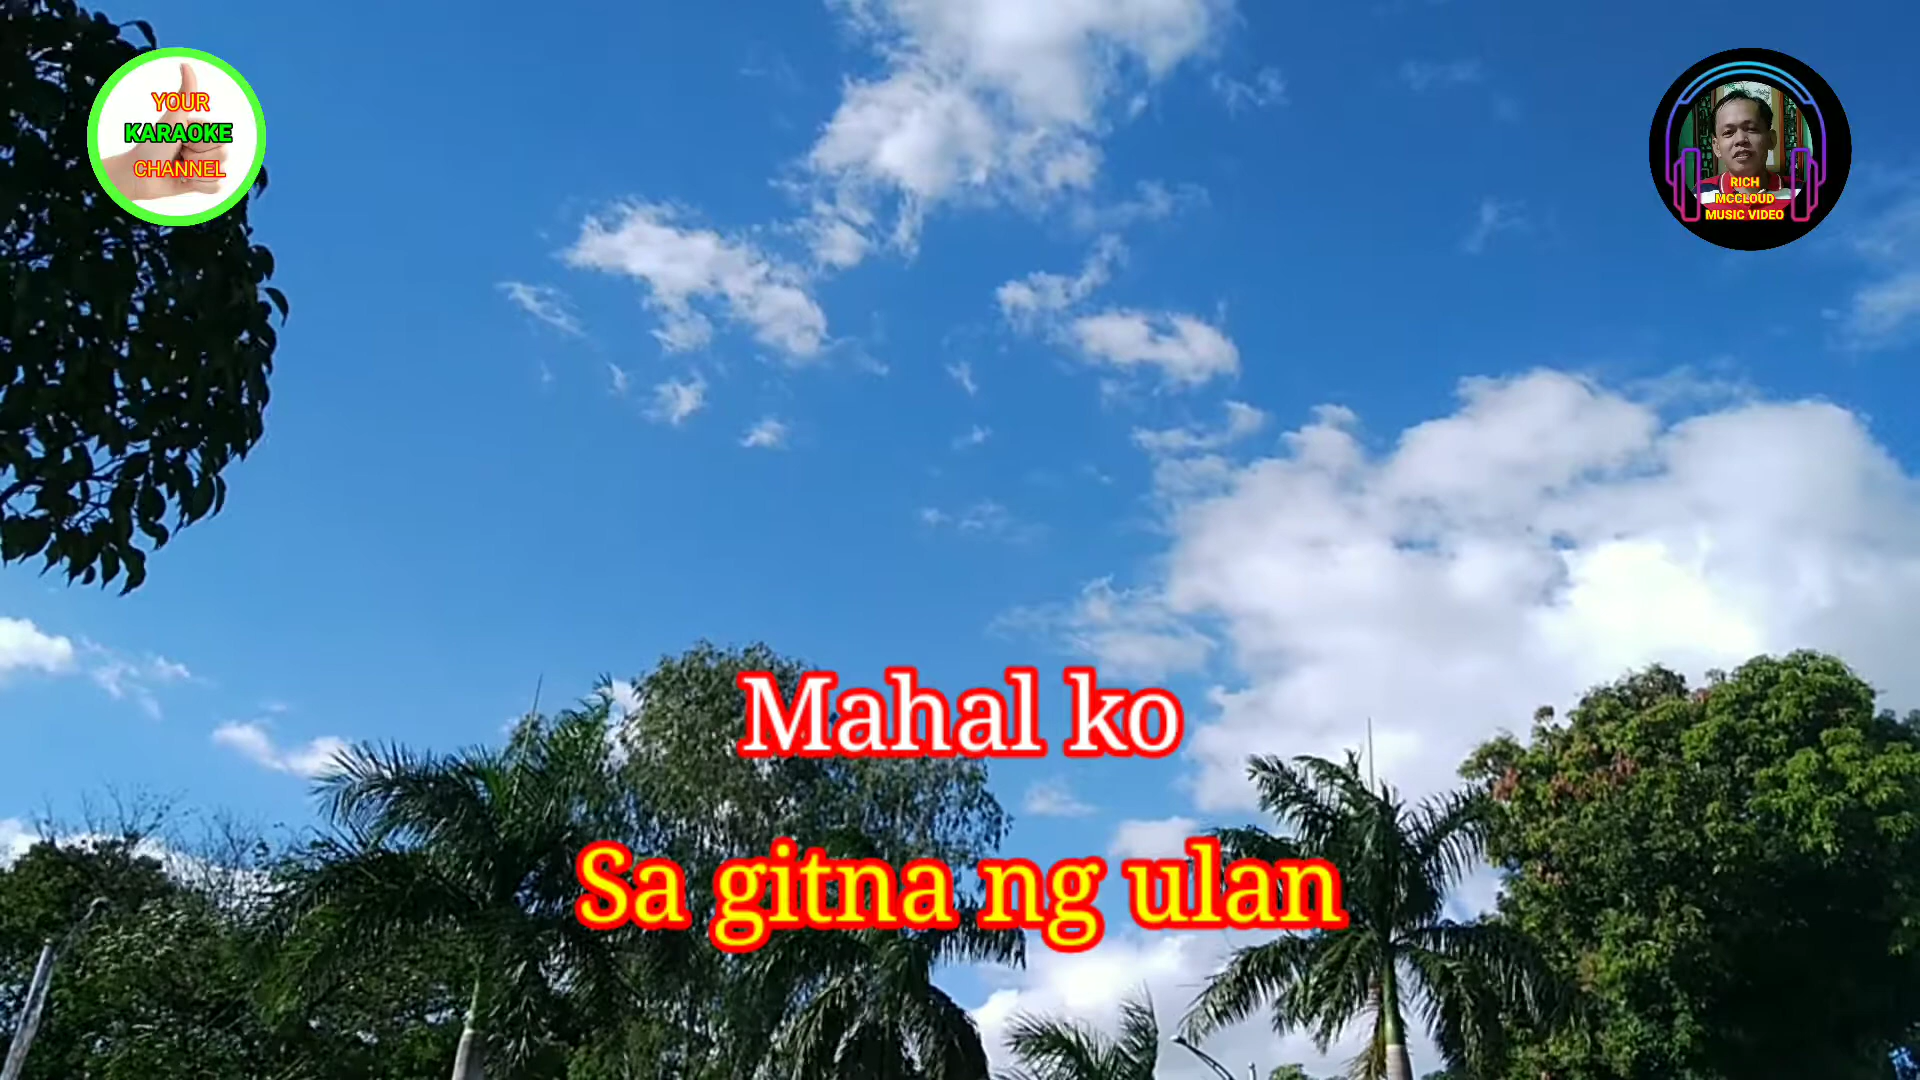 YOUR
KARAOKE
CHANNEL
RICH
MCCLOUD
MUSIC VIDEO
Mahal ko
Sa gitna ng ulan